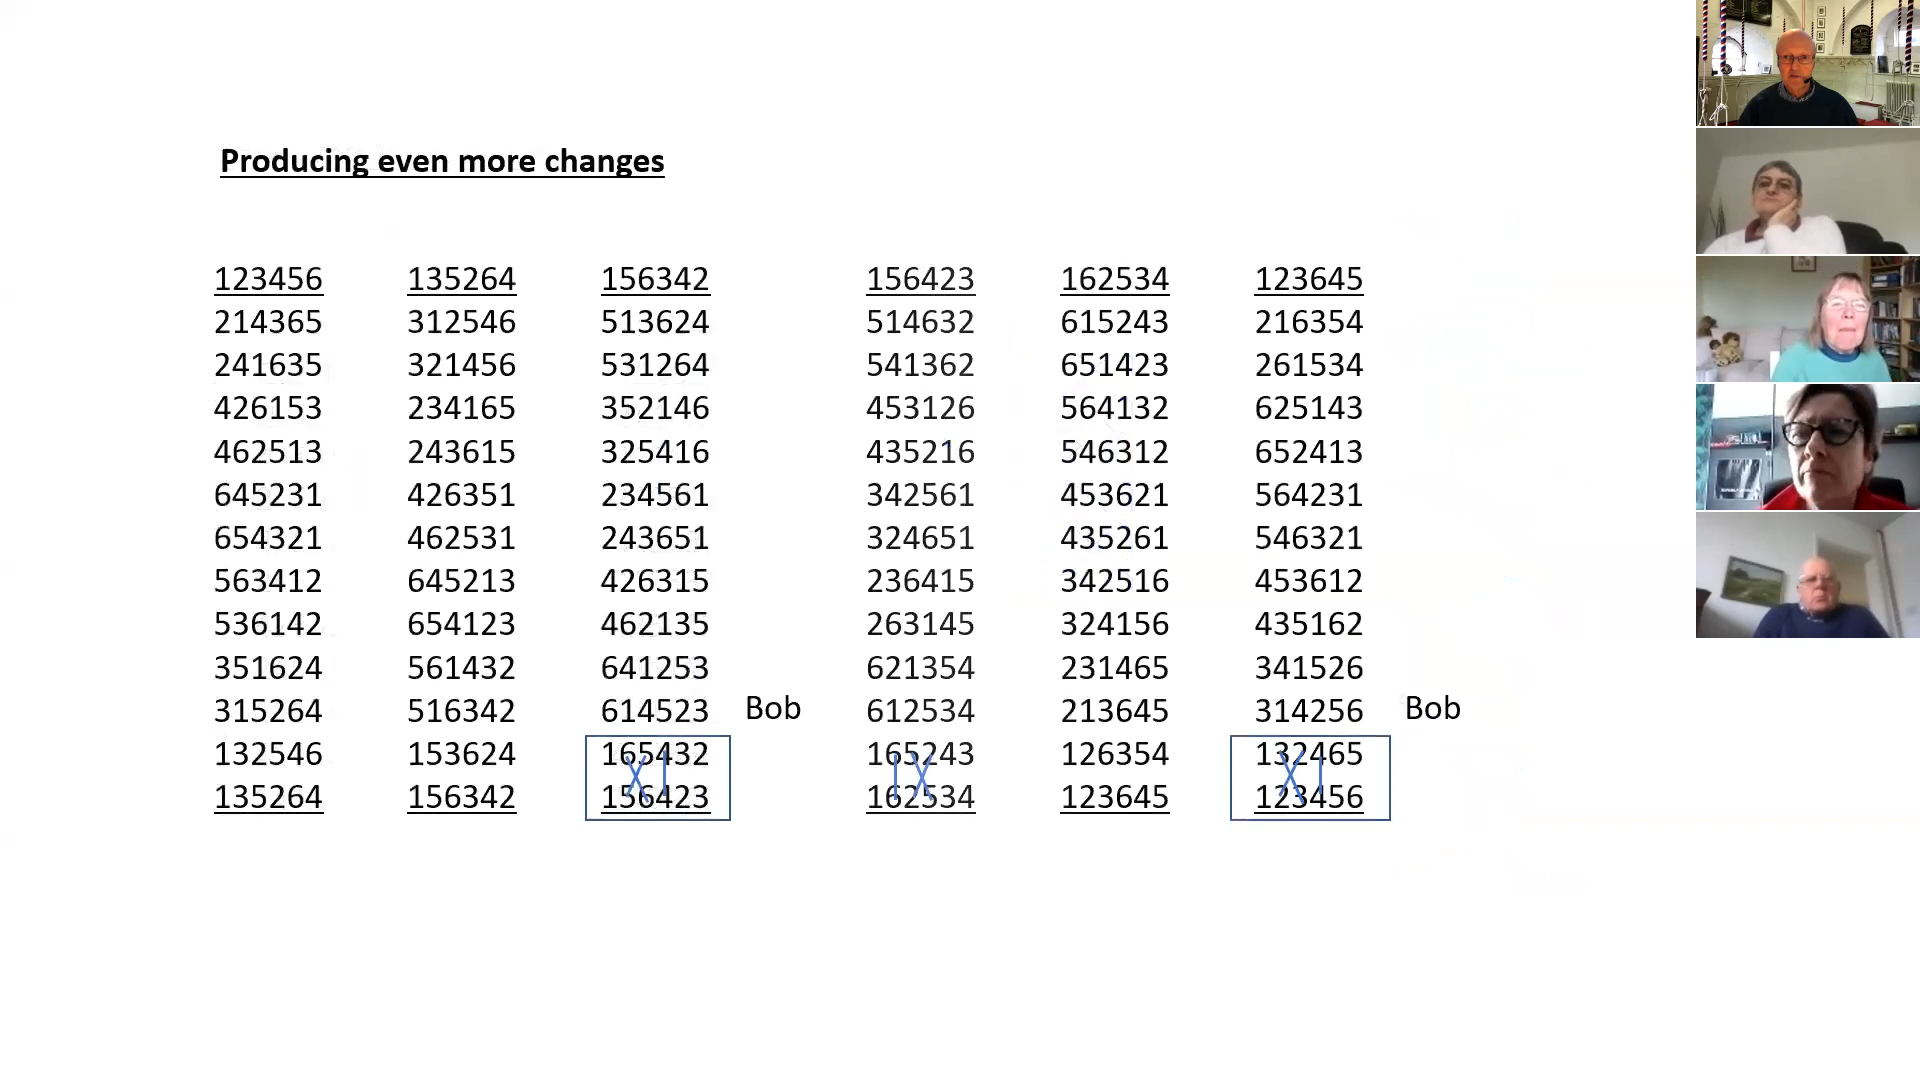 Producing even more changes
123456 135264 156342 156423 162534 123645
214365 312546 513624 514632 615243 216354
241635 321456 531264 541362 651423 261534
426153 234165 352146 453126 564132 625143
462513 243615 325416 435216 546312 652413
645231 426351 234561 342561 453621 564231
654321 462531 243651 324651 435261 546321
563412 645213 426315 236415 342516 453612
536142 654123 462135 263145 324156 435162
351624 561432 641253 621354 231465 341526
315264 516342 614523 Bob 612534 213645 314256 Bob
132546 153624 165432 165243 126354 132465
135264 156342 156423 162534 123645 123456